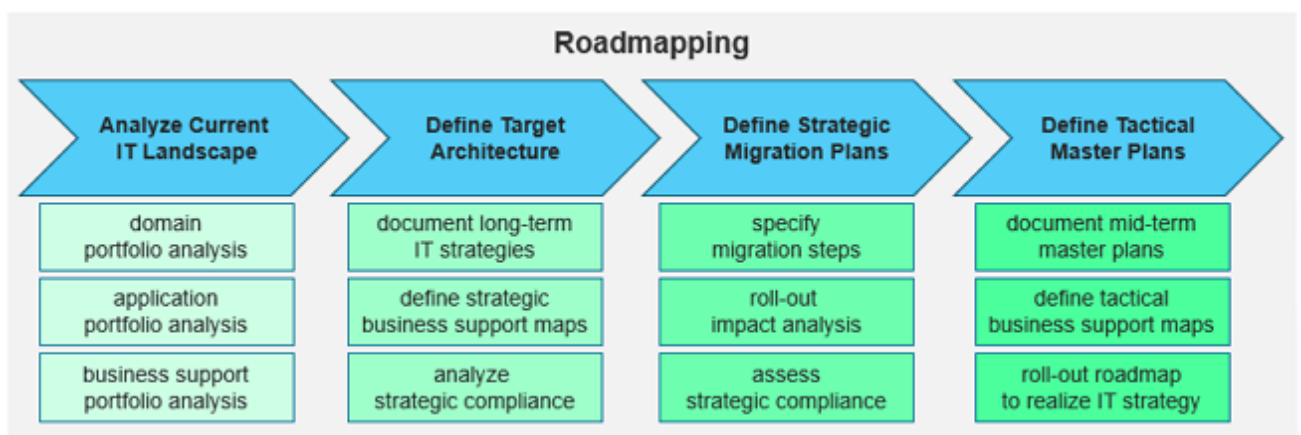 Roadmapping
Analyze Current
IT Landscape
domain
portfolio analysis
application
portfolio analysis
business support
portfolio analysis
Define Target
Architecture
document long-term
IT strategies
define strategic
business support maps
analyze
strategic compliance
Define Strategic
Migration Plans
specify
migration steps
roll-out
impact analysis
assess
strategic compliance
Define Tactical
Master Plans
document mid-term
master plans
define tactical
business support maps
roll-out roadmap
to realize IT strategy